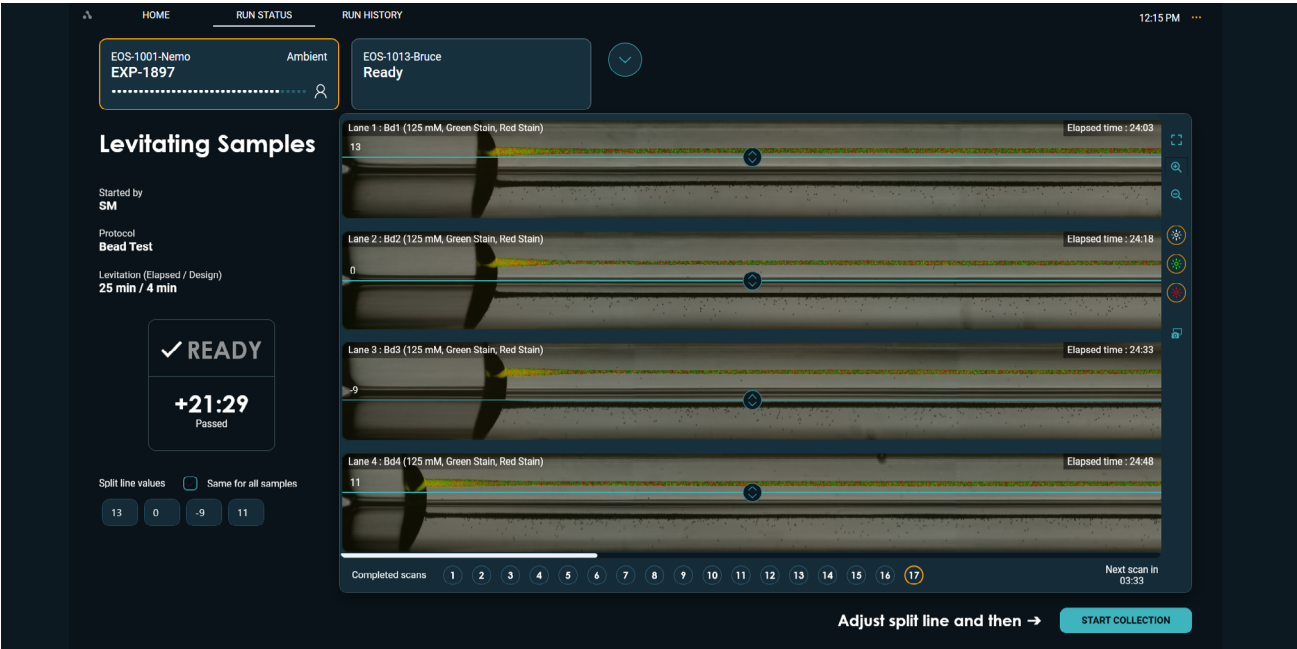 HOME RUN STATUS RUN HISTORY 12:15 PM
EOS-1001-Nemo Ambient
EXP-1897
EOS-1013-Bruce
Ready
Levitating Samples
Started by
SM
Protocol
Bead Test
Levitation (Elapsed / Design)
25 min / 4 min
READY
+21:29
Passed
Split line values Same for all samples
13 0 -9 11
Lane 1 : Bd1 (125 mM, Green Stain, Red Stain) Elapsed time : 24:03
13
Lane 2 : Bd2 (125 mM, Green Stain, Red Stain) Elapsed time : 24:18
0
Lane 3 : Bd3 (125 mM, Green Stain, Red Stain) Elapsed time : 24:33
-9
Lane 4 : Bd4 (125 mM, Green Stain, Red Stain) Elapsed time : 24:48
11
Completed scans 1 2 3 4 5 6 7 8 9 10 11 12 13 14 15 16 17 Next scan in
03:33
Adjust split line and then → START COLLECTION